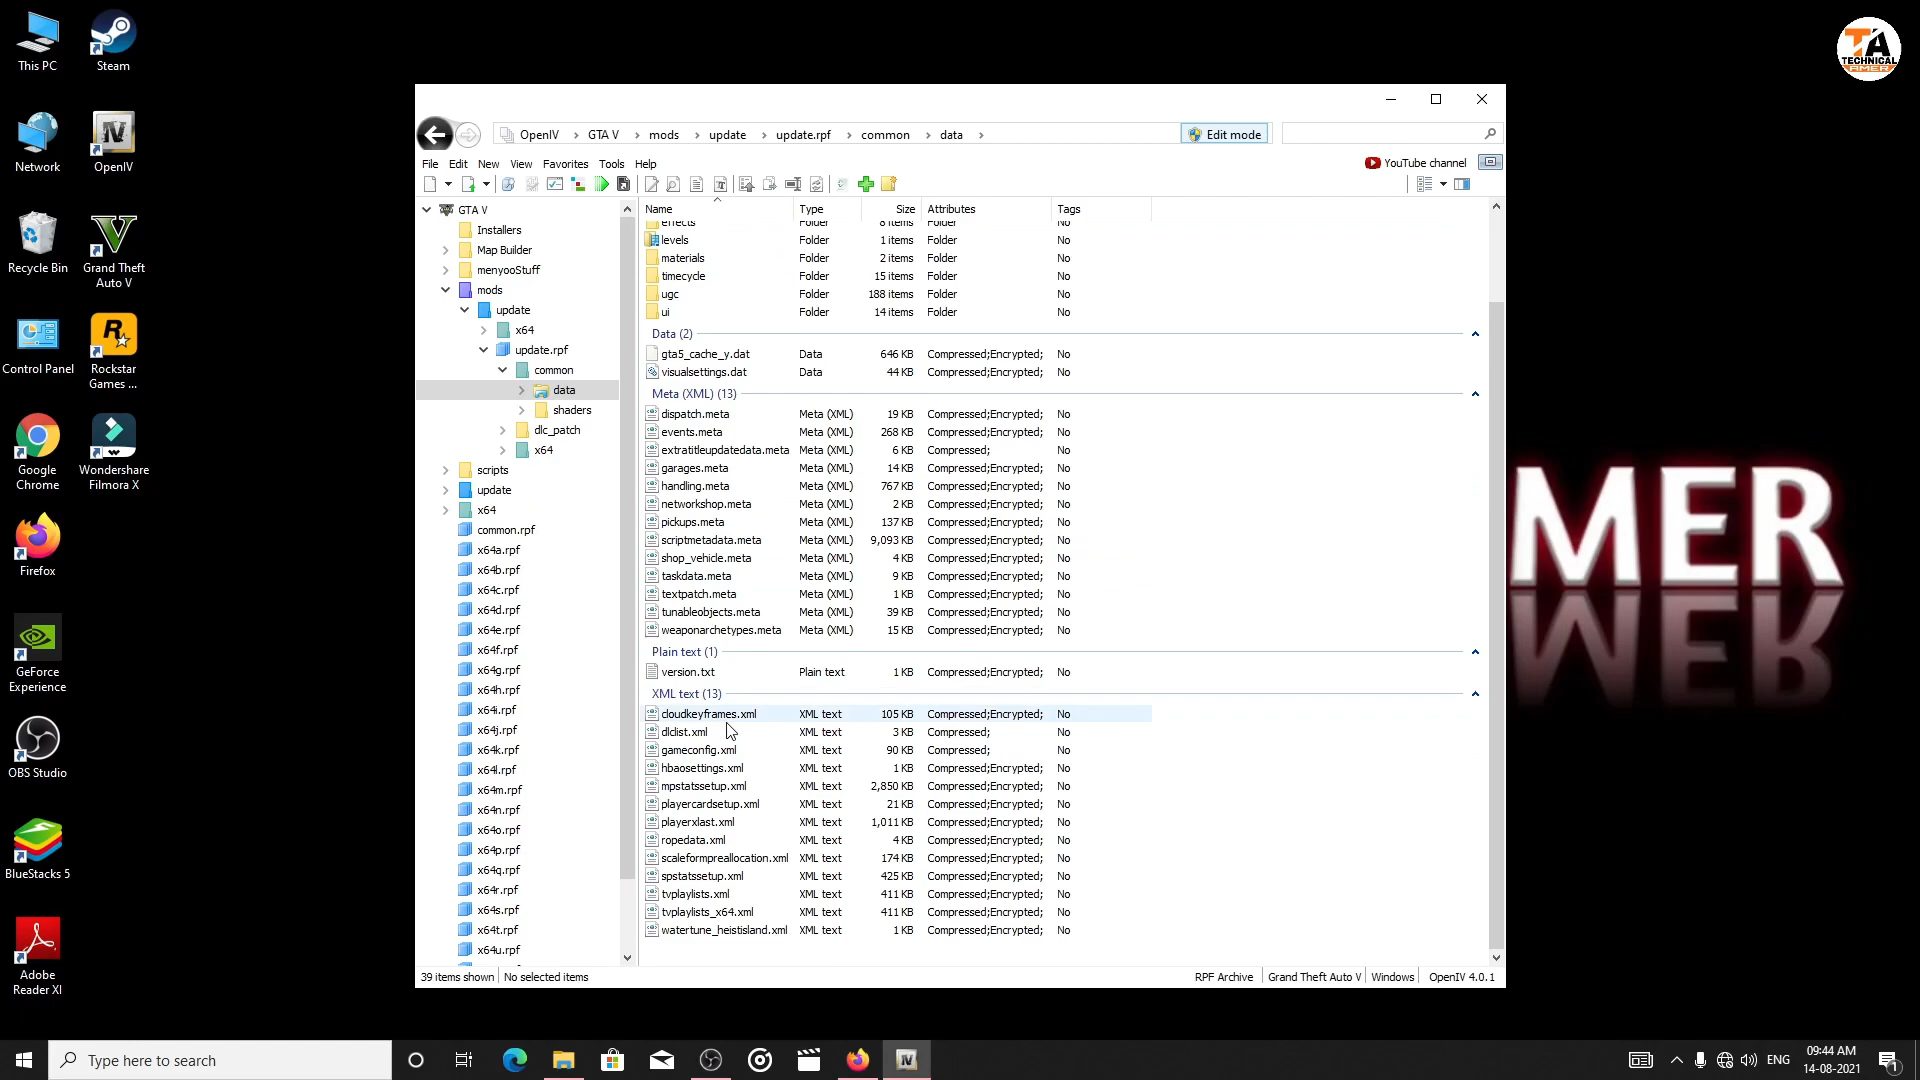 This PC
Steam
Network
OpenIV
Recycle Bin
Grand Theft
Auto V
Control Panel
Rockstar
Games ...
Google
Chrome
Wondershare
Filmora X
Firefox
GeForce
Experience
OBS Studio
BlueStacks 5
Adobe
Reader XI
TA
TECHNICAL
AMER
MER
OpenIV › GTA V › mods › update › update.rpf › common › data ›
Edit mode
File Edit New View Favorites Tools Help
YouTube channel
GTA V
Installers
Map Builder
menyooStuff
mods
update
x64
update.rpf
common
data
shaders
dlc_patch
x64
scripts
update
x64
common.rpf
x64a.rpf
x64b.rpf
x64c.rpf
x64d.rpf
x64e.rpf
x64f.rpf
x64g.rpf
x64h.rpf
x64i.rpf
x64j.rpf
x64k.rpf
x64l.rpf
x64m.rpf
x64n.rpf
x64o.rpf
x64p.rpf
x64q.rpf
x64r.rpf
x64s.rpf
x64t.rpf
x64u.rpf
Name Type Size Attributes Tags
effects Folder 8 items Folder No
levels Folder 1 items Folder No
materials Folder 2 items Folder No
timecycle Folder 15 items Folder No
ugc Folder 188 items Folder No
ui Folder 14 items Folder No
Data (2)
gta5_cache_y.dat Data 646 KB Compressed;Encrypted; No
visualsettings.dat Data 44 KB Compressed;Encrypted; No
Meta (XML) (13)
dispatch.meta Meta (XML) 19 KB Compressed;Encrypted; No
events.meta Meta (XML) 268 KB Compressed;Encrypted; No
extratitleupdatedata.meta Meta (XML) 6 KB Compressed; No
garages.meta Meta (XML) 14 KB Compressed;Encrypted; No
handling.meta Meta (XML) 767 KB Compressed;Encrypted; No
networkshop.meta Meta (XML) 2 KB Compressed;Encrypted; No
pickups.meta Meta (XML) 137 KB Compressed;Encrypted; No
scriptmetadata.meta Meta (XML) 9,093 KB Compressed;Encrypted; No
shop_vehicle.meta Meta (XML) 4 KB Compressed;Encrypted; No
taskdata.meta Meta (XML) 9 KB Compressed;Encrypted; No
textpatch.meta Meta (XML) 1 KB Compressed;Encrypted; No
tunableobjects.meta Meta (XML) 39 KB Compressed;Encrypted; No
weaponarchetypes.meta Meta (XML) 15 KB Compressed;Encrypted; No
Plain text (1)
version.txt Plain text 1 KB Compressed;Encrypted; No
XML text (13)
cloudkeyframes.xml XML text 105 KB Compressed;Encrypted; No
dlclist.xml XML text 3 KB Compressed; No
gameconfig.xml XML text 90 KB Compressed; No
hbaosettings.xml XML text 1 KB Compressed;Encrypted; No
mpstatssetup.xml XML text 2,850 KB Compressed;Encrypted; No
playercardsetup.xml XML text 21 KB Compressed;Encrypted; No
playerxlast.xml XML text 1,011 KB Compressed;Encrypted; No
ropedata.xml XML text 4 KB Compressed;Encrypted; No
scaleformpreallocation.xml XML text 174 KB Compressed;Encrypted; No
spstatssetup.xml XML text 425 KB Compressed;Encrypted; No
tvplaylists.xml XML text 411 KB Compressed;Encrypted; No
tvplaylists_x64.xml XML text 411 KB Compressed;Encrypted; No
watertune_heistisland.xml XML text 1 KB Compressed;Encrypted; No
39 items shown No selected items
RPF Archive Grand Theft Auto V Windows OpenIV 4.0.1
Type here to search
ENG
09:44 AM
14-08-2021
1